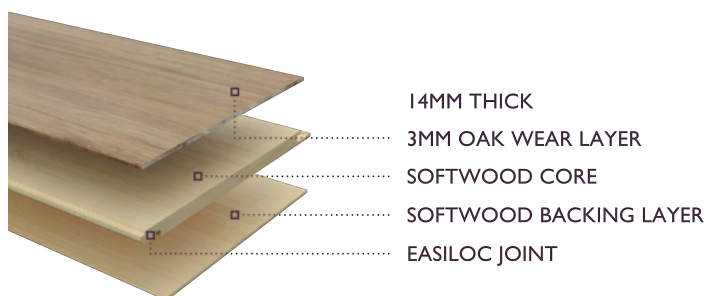 14MM THICK
3MM OAK WEAR LAYER
SOFTWOOD CORE
SOFTWOOD BACKING LAYER
EASILOC JOINT